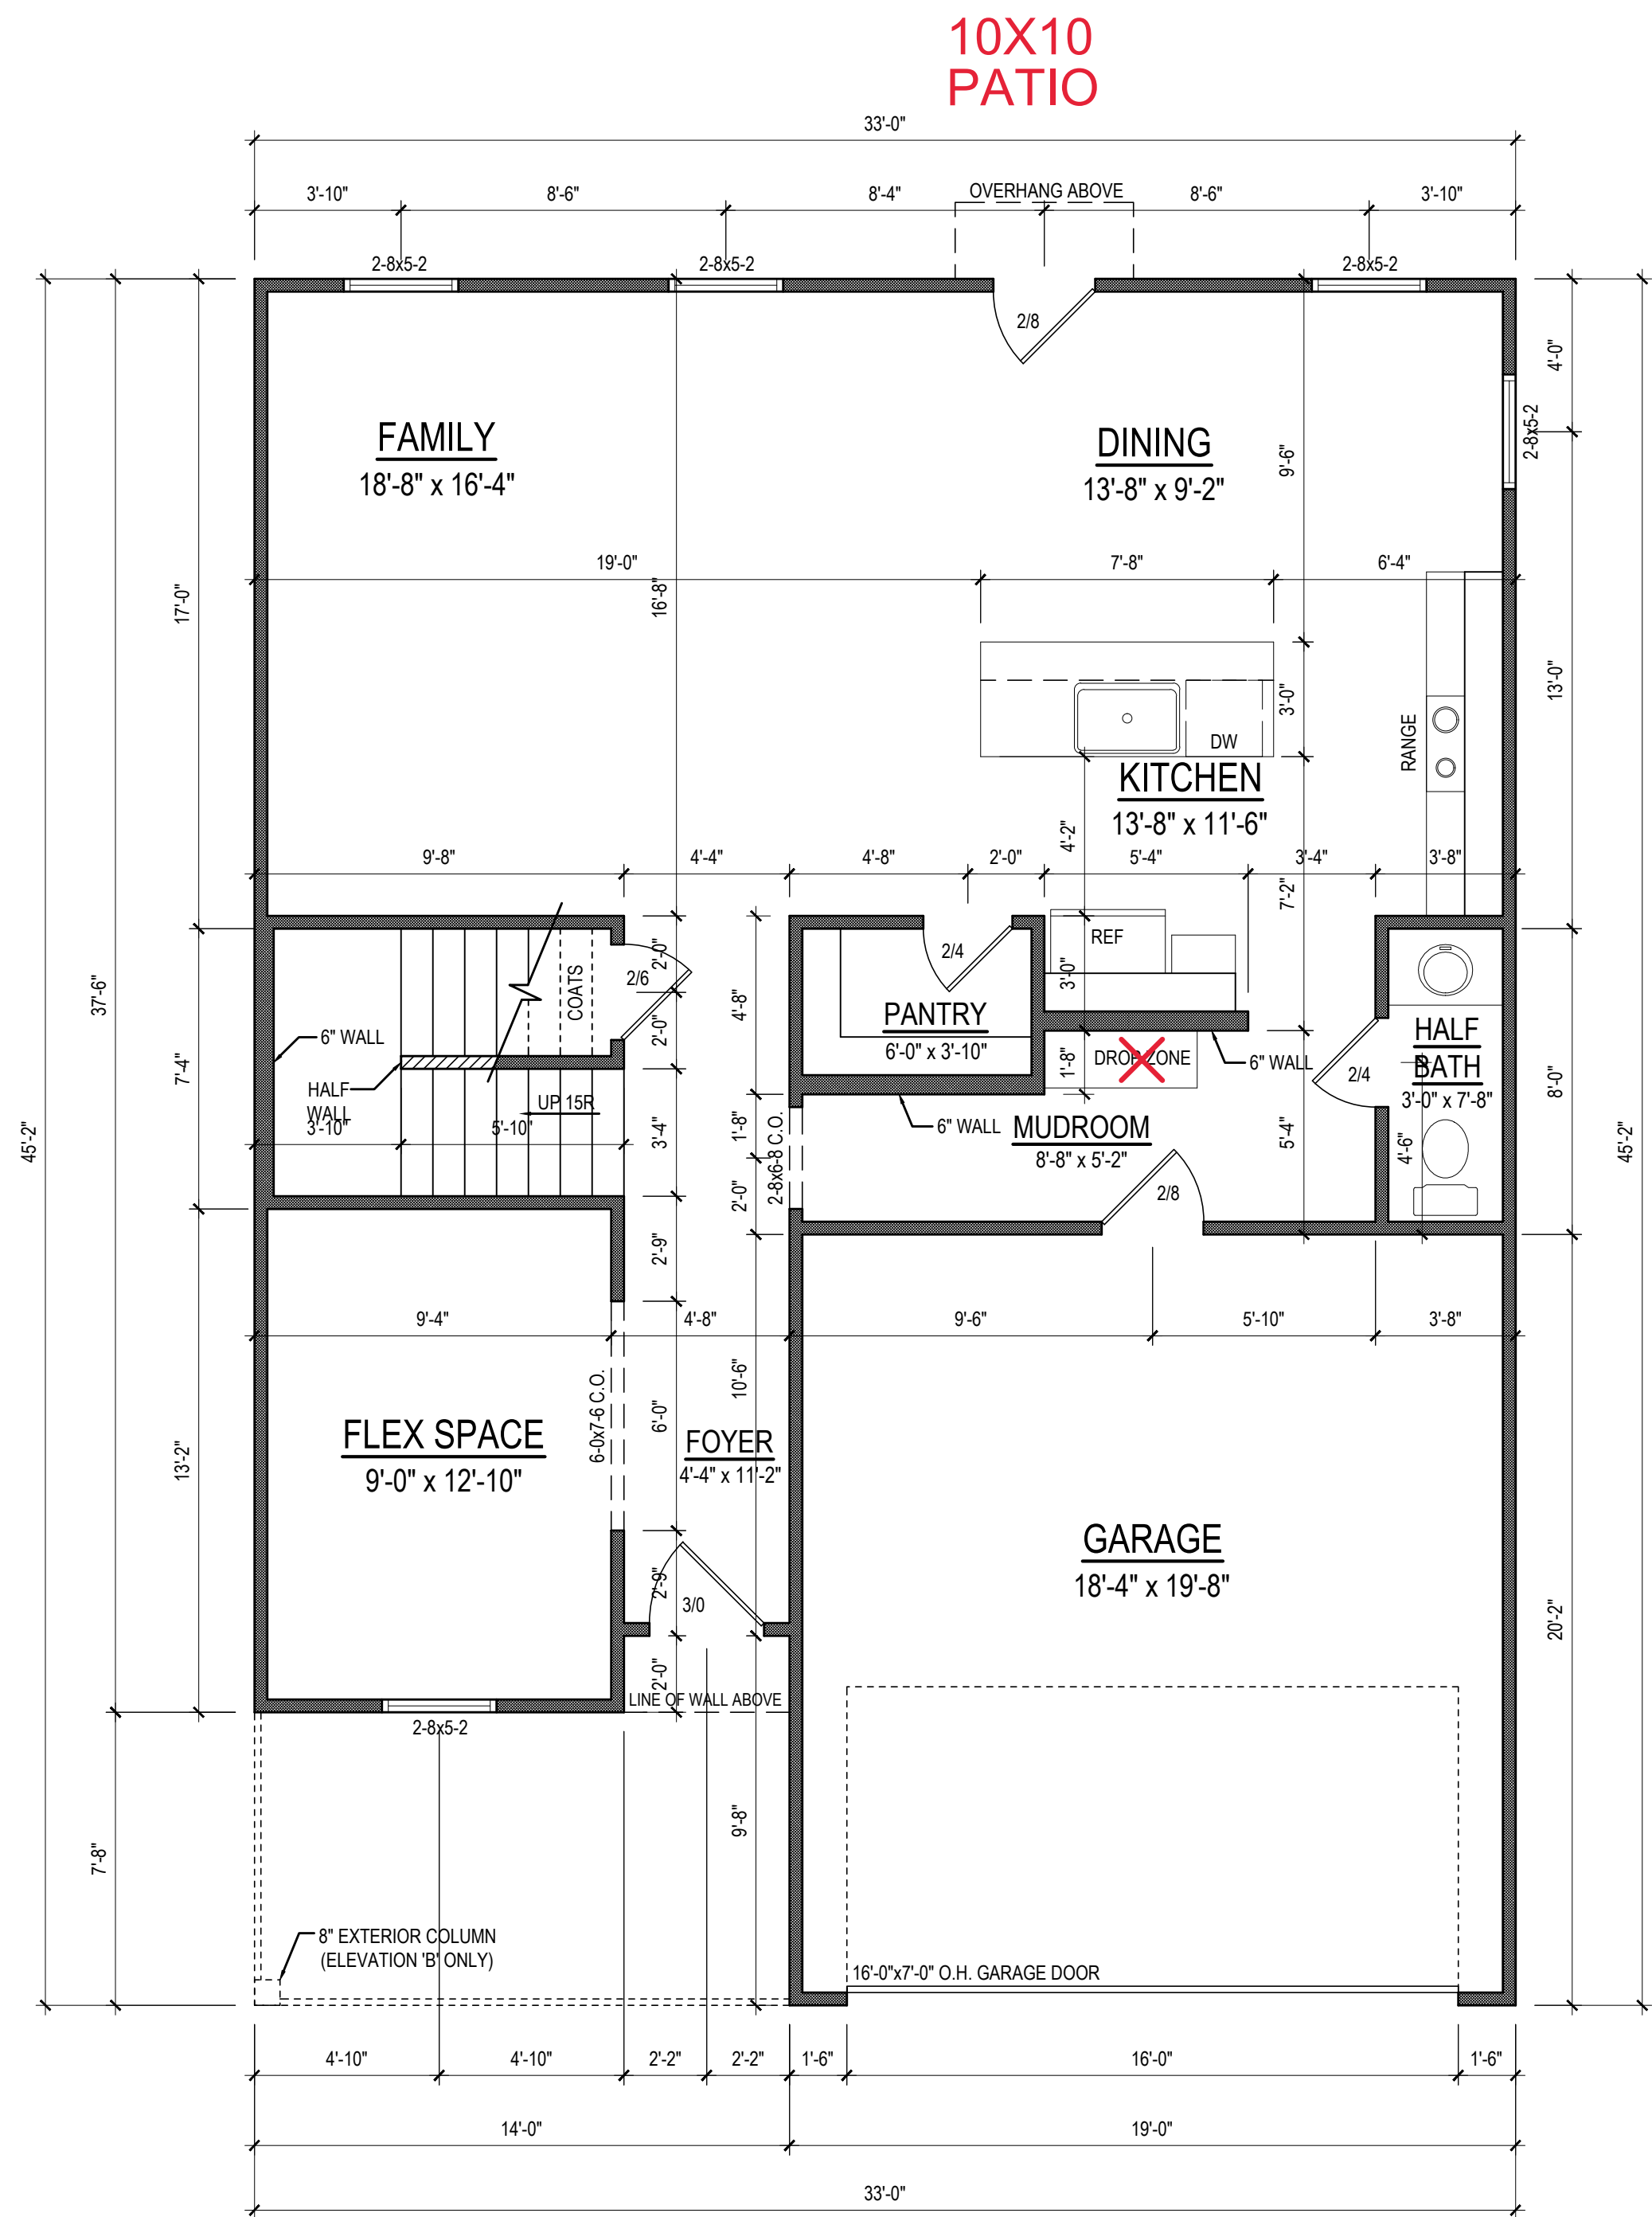 10X10
PATIO
33'-0"
3'-10"
8'-6"
8'-4"
OVERHANG ABOVE
8'-6"
3'-10"
2-8x5-2
2-8x5-2
2-8x5-2
2/8
4'-0"
2-8x5-2
FAMILY
18'-8" x 16'-4"
DINING
13'-8" x 9'-2"
9'-6"
19'-0"
7'-8"
6'-4"
17'-0"
16'-8"
13'-0"
3'-0"
DW
RANGE
KITCHEN
13'-8" x 11'-6"
4'-2"
9'-8"
4'-4"
4'-8"
2'-0"
5'-4"
3'-4"
3'-8"
7'-2"
REF
2/4
2'-0"
2/6
COATS
3'-0"
37'-6"
4'-8"
PANTRY
6'-0" x 3'-10"
2'-0"
6" WALL
7'-4"
1'-8"
DROP ZONE
6" WALL
HALF
BATH
3'-0" x 7'-8"
2/4
8'-0"
HALF
WALL
UP 15R
3'-10"
5'-10"
3'-4"
1'-8"
2-8x6-8 C.O.
6" WALL
MUDROOM
8'-8" x 5'-2"
5'-4"
4'-6"
45'-2"
45'-2"
2'-0"
2/8
2'-9"
9'-4"
4'-8"
9'-6"
5'-10"
3'-8"
10'-6"
6-0x7-6 C.O.
6'-0"
FLEX SPACE
9'-0" x 12'-10"
FOYER
4'-4" x 11'-2"
13'-2"
GARAGE
18'-4" x 19'-8"
2'-9"
3/0
20'-2"
2'-0"
LINE OF WALL ABOVE
2-8x5-2
9'-8"
7'-8"
8" EXTERIOR COLUMN
(ELEVATION 'B' ONLY)
16'-0"x7'-0" O.H. GARAGE DOOR
4'-10"
4'-10"
2'-2"
2'-2"
1'-6"
16'-0"
1'-6"
14'-0"
19'-0"
33'-0"